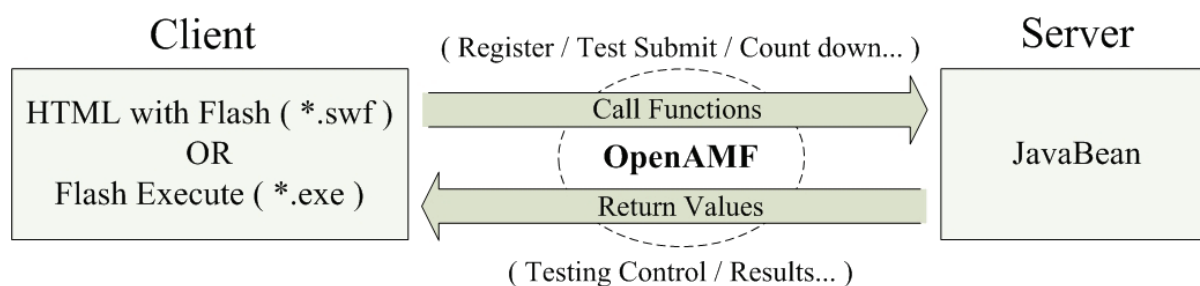 Client
Server
( Register / Test Submit / Count down... )
HTML with Flash ( *.swf )
OR
Flash Execute ( *.exe )
Call Functions
OpenAMF
Return Values
JavaBean
( Testing Control / Results... )